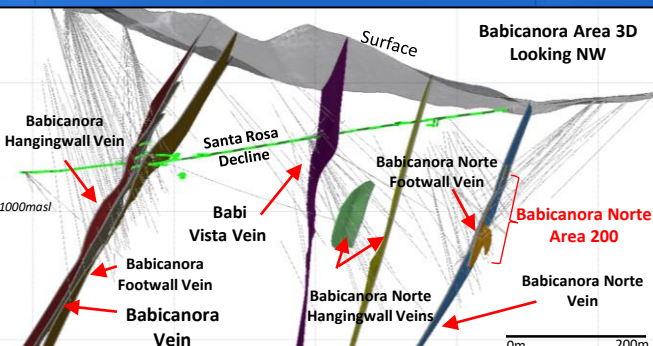 Babicanora Area 3D
Looking NW
Surface
Babicanora
Hangingwall Vein
Santa Rosa
Decline
Babicanora Norte
Footwall Vein
1000masl
Babi
Vista Vein
Babicanora Norte
Area 200
Babicanora
Footwall Vein
Babicanora Norte
Hangingwall Veins
Babicanora Norte
Vein
Babicanora
Vein
0m 200m